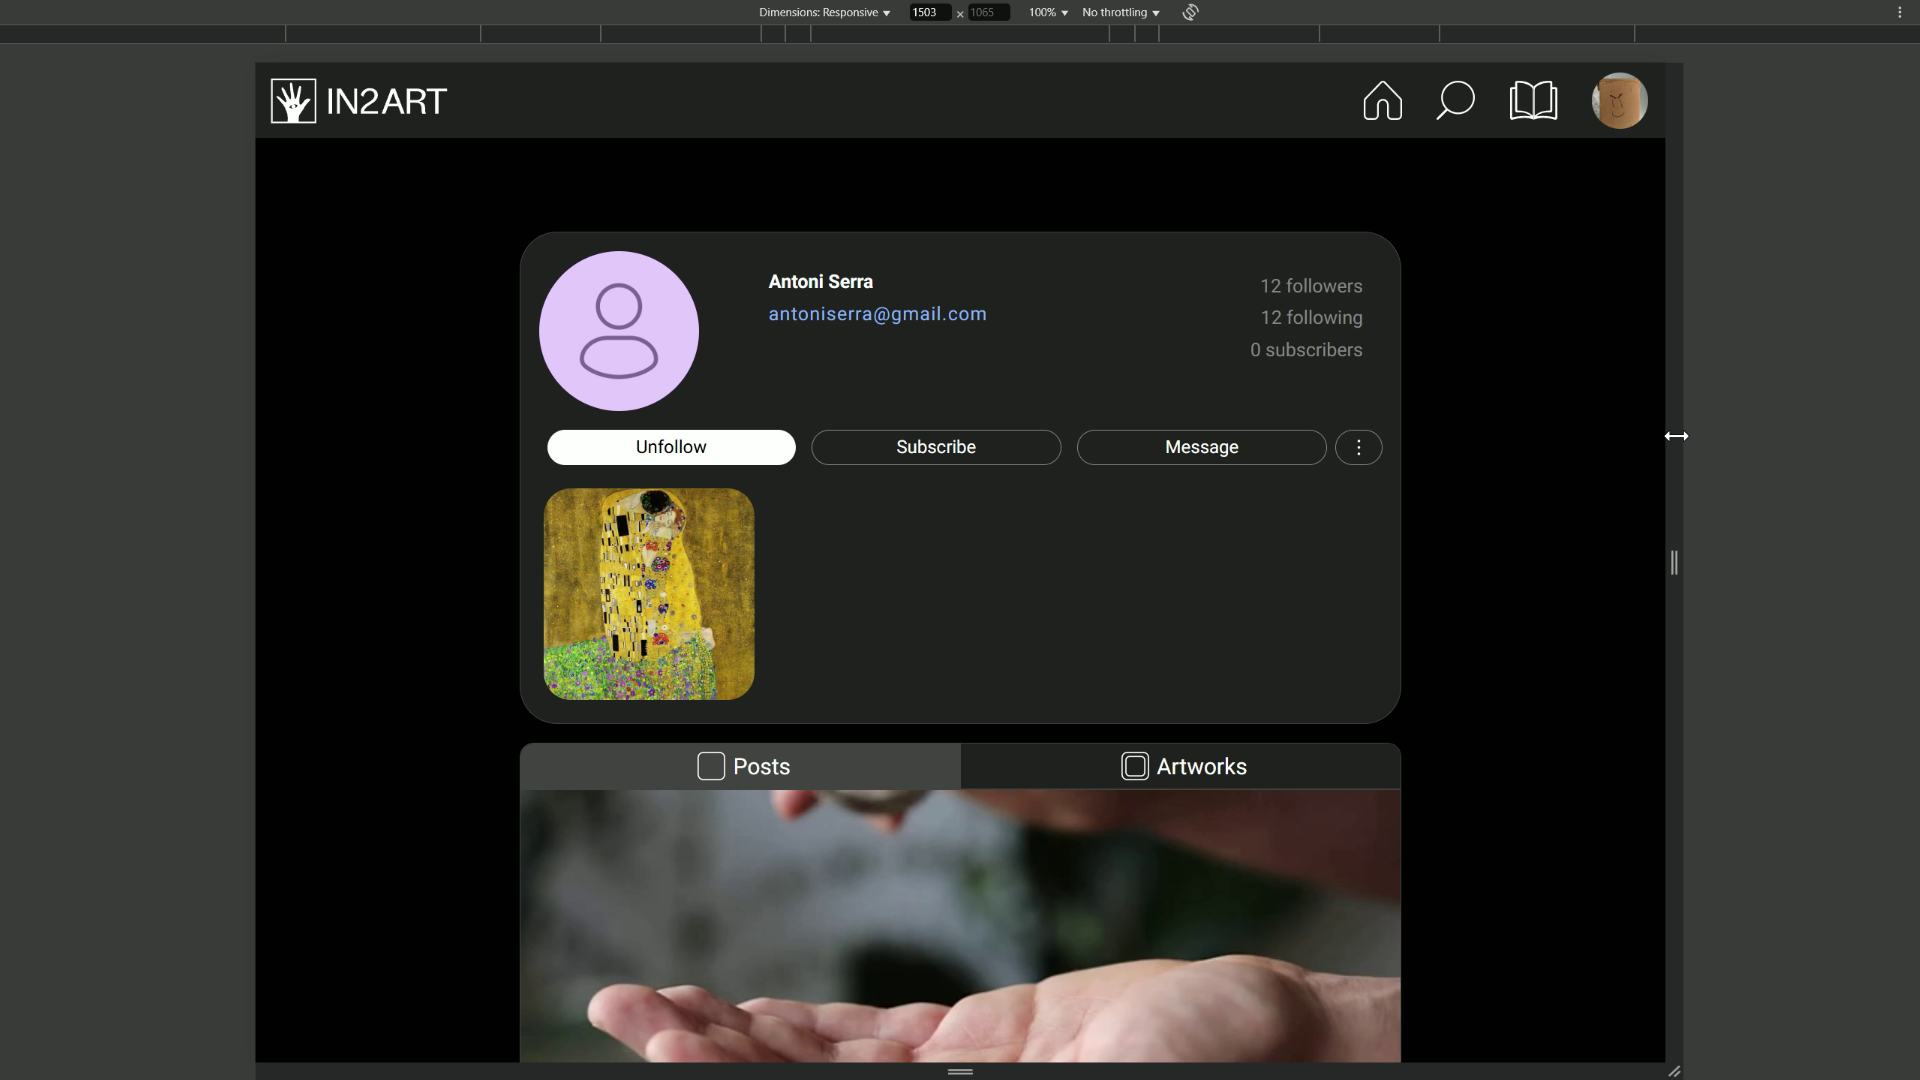 Dimensions: Responsive 1503 x 1065 100% No throttling
IN2ART
Antoni Serra
antoniserra@gmail.com
12 followers
12 following
0 subscribers
Unfollow Subscribe Message
Posts Artworks